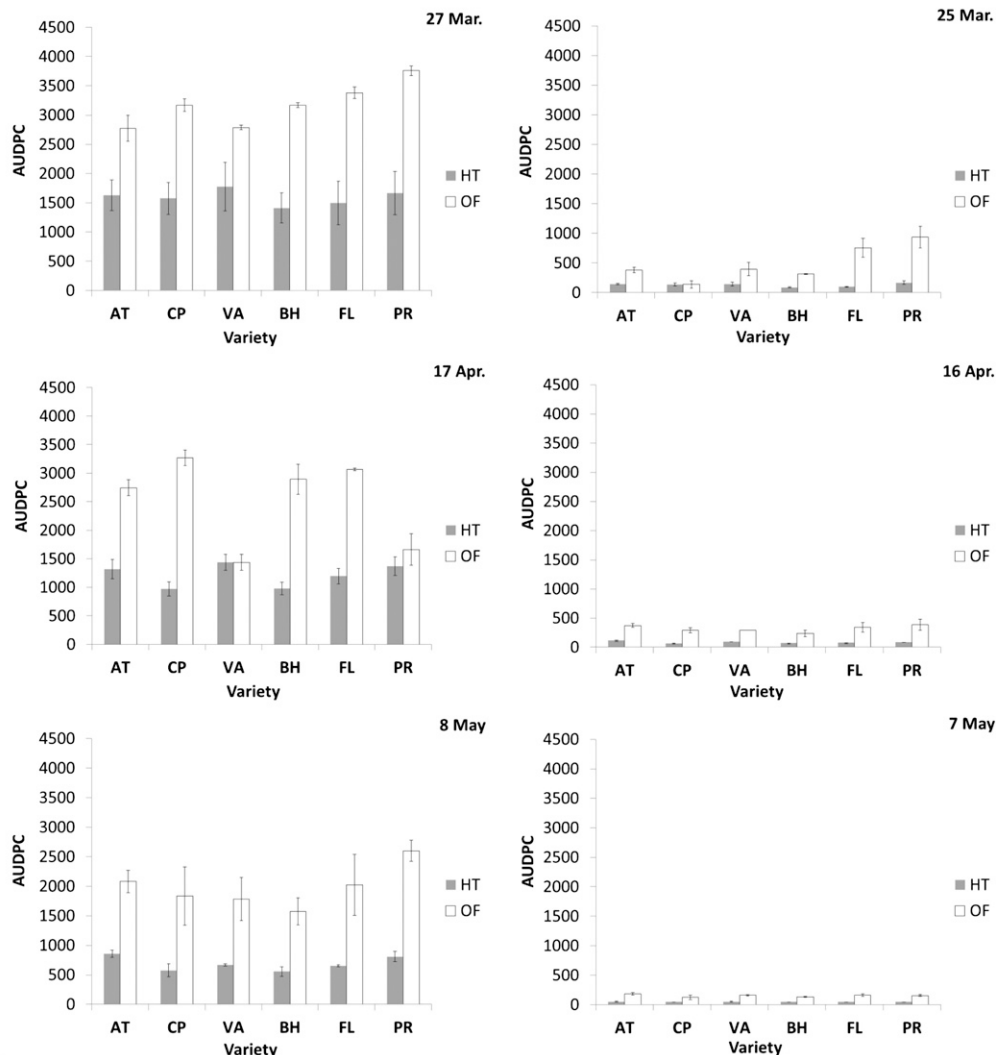 27 Mar.
4500
4000
3500
3000
2500
2000
1500
1000
500
0
AUDPC
AT CP VA BH FL PR
Variety
HT
OF
25 Mar.
4500
4000
3500
3000
2500
2000
1500
1000
500
0
AUDPC
AT CP VA BH FL PR
Variety
HT
OF
17 Apr.
4500
4000
3500
3000
2500
2000
1500
1000
500
0
AUDPC
AT CP VA BH FL PR
Variety
HT
OF
16 Apr.
4500
4000
3500
3000
2500
2000
1500
1000
500
0
AUDPC
AT CP VA BH FL PR
Variety
HT
OF
8 May
4500
4000
3500
3000
2500
2000
1500
1000
500
0
AUDPC
AT CP VA BH FL PR
Variety
HT
OF
7 May
4500
4000
3500
3000
2500
2000
1500
1000
500
0
AUDPC
AT CP VA BH FL PR
Variety
HT
OF